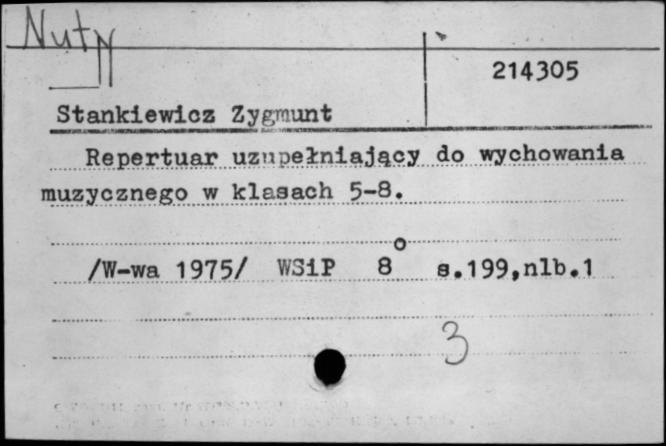 Nuty
214305
Stankiewicz Zygmunt
Repertuar uzupełniający do wychowania
muzycznego w klasach 5-8.
/W-wa 1975/ WSiP 8° s.199,nlb.1
3